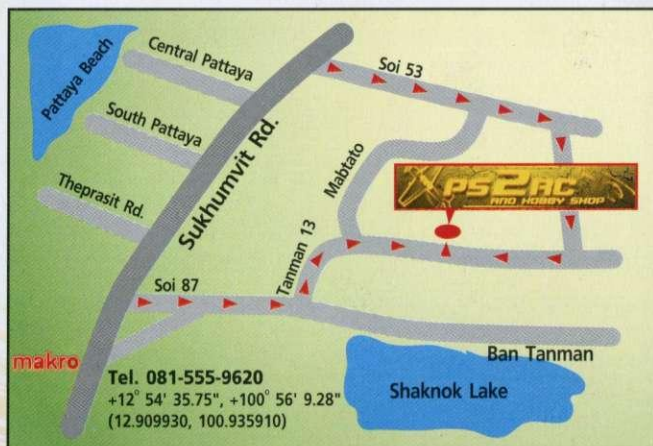 Pattaya Beach
Central Pattaya
South Pattaya
Theprasit Rd.
Sukhumvit Rd.
Soi 53
Mabtato
PS2RC
AND HOBBY SHOP
Tanman 13
Soi 87
makro
Ban Tanman
Shaknok Lake
Tel. 081-555-9620
+12° 54' 35.75", +100° 56' 9.28"
(12.909930, 100.935910)